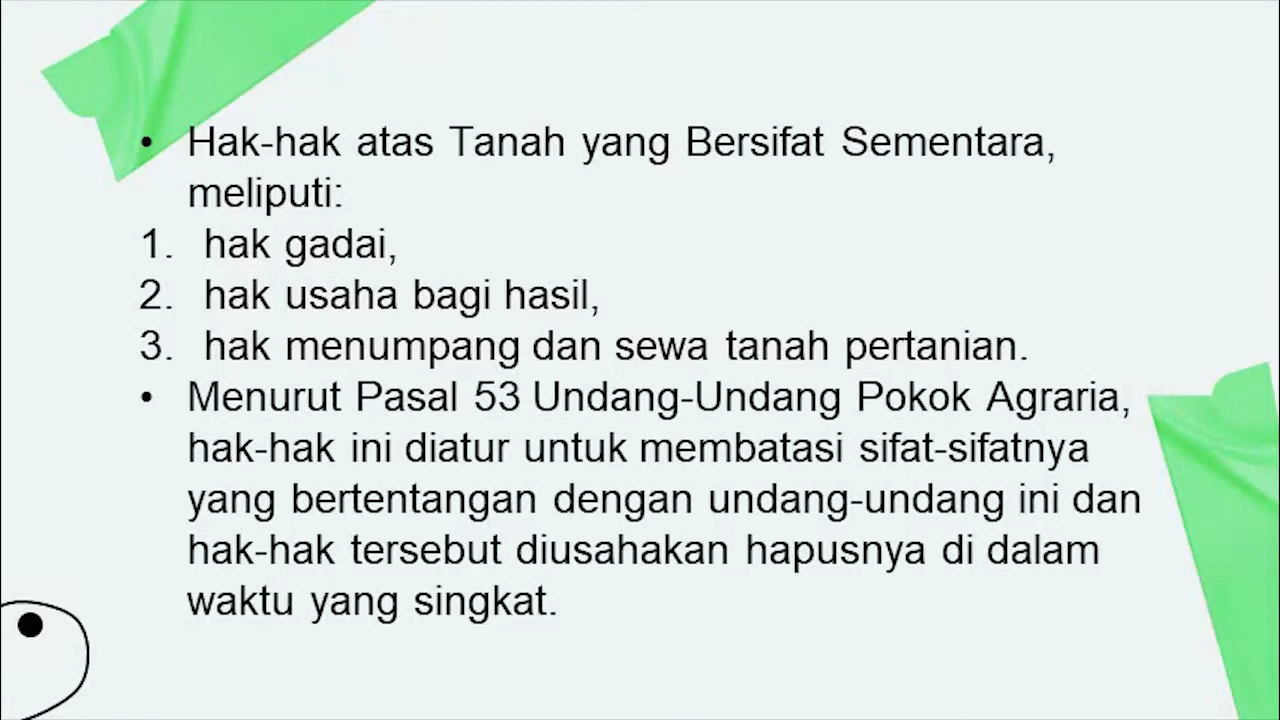 • Hak-hak atas Tanah yang Bersifat Sementara,
meliputi:
1. hak gadai,
2. hak usaha bagi hasil,
3. hak menumpang dan sewa tanah pertanian.
• Menurut Pasal 53 Undang-Undang Pokok Agraria,
hak-hak ini diatur untuk membatasi sifat-sifatnya
yang bertentangan dengan undang-undang ini dan
hak-hak tersebut diusahakan hapusnya di dalam
waktu yang singkat.